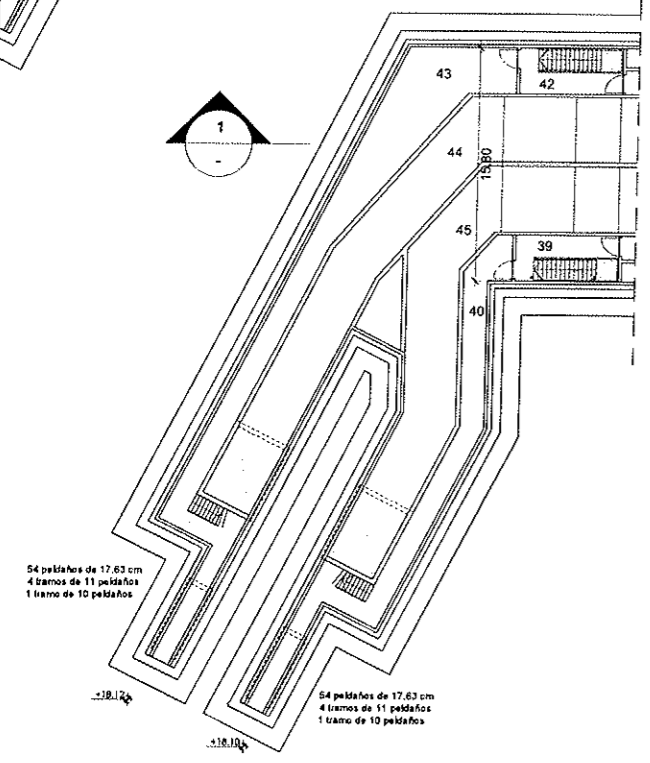 43
42
1
-
44
15.80
45
39
40
54 peldaños de 17,63 cm
4 tramos de 11 peldaños
1 tramo de 10 peldaños
+18.12
54 peldaños de 17,63 cm
4 tramos de 11 peldaños
1 tramo de 10 peldaños
+18.10